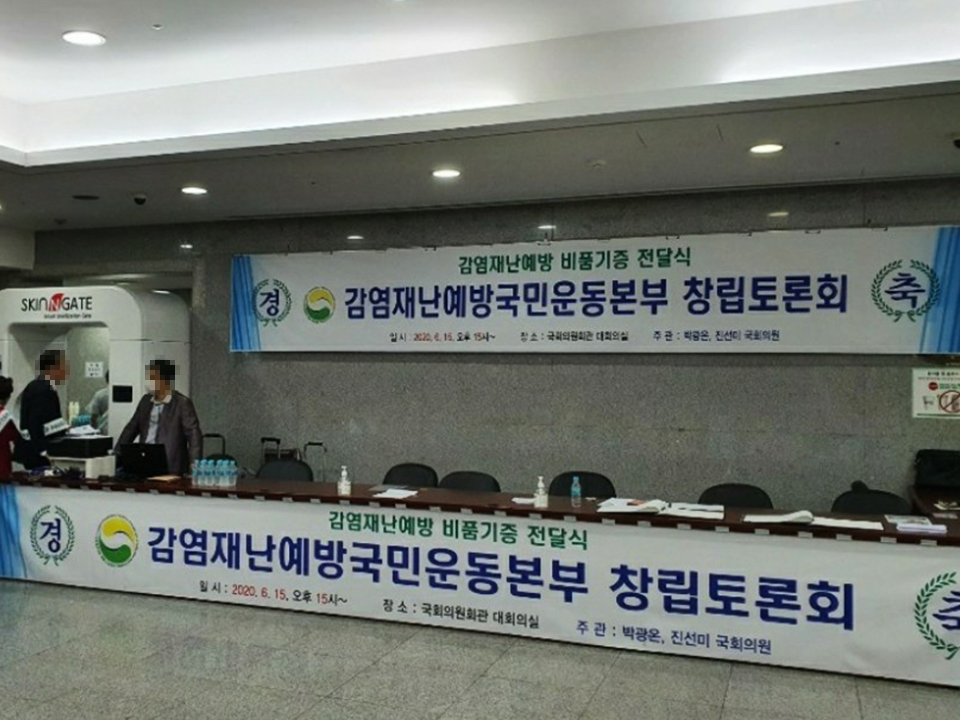 감염재난예방 비품기증 전달식
경
감염재난예방국민운동본부 창립토론회
축
일 시 : 2020. 6. 15. 오후 15시~ 장 소 : 국회의원회관 대회의실 주 관 : 박광온, 진선미 국회의원
SKINNGATE
감염재난예방 비품기증 전달식
경
감염재난예방국민운동본부 창립토론회
축
일 시 : 2020. 6. 15. 오후 15시~ 장 소 : 국회의원회관 대회의실 주 관 : 박광온, 진선미 국회의원